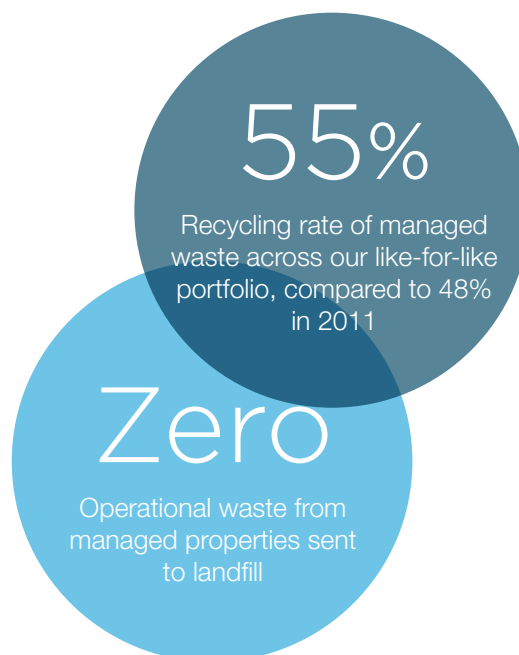 55%
Recycling rate of managed
waste across our like-for-like
portfolio, compared to 48%
in 2011
Zero
Operational waste from
managed properties sent
to landfill